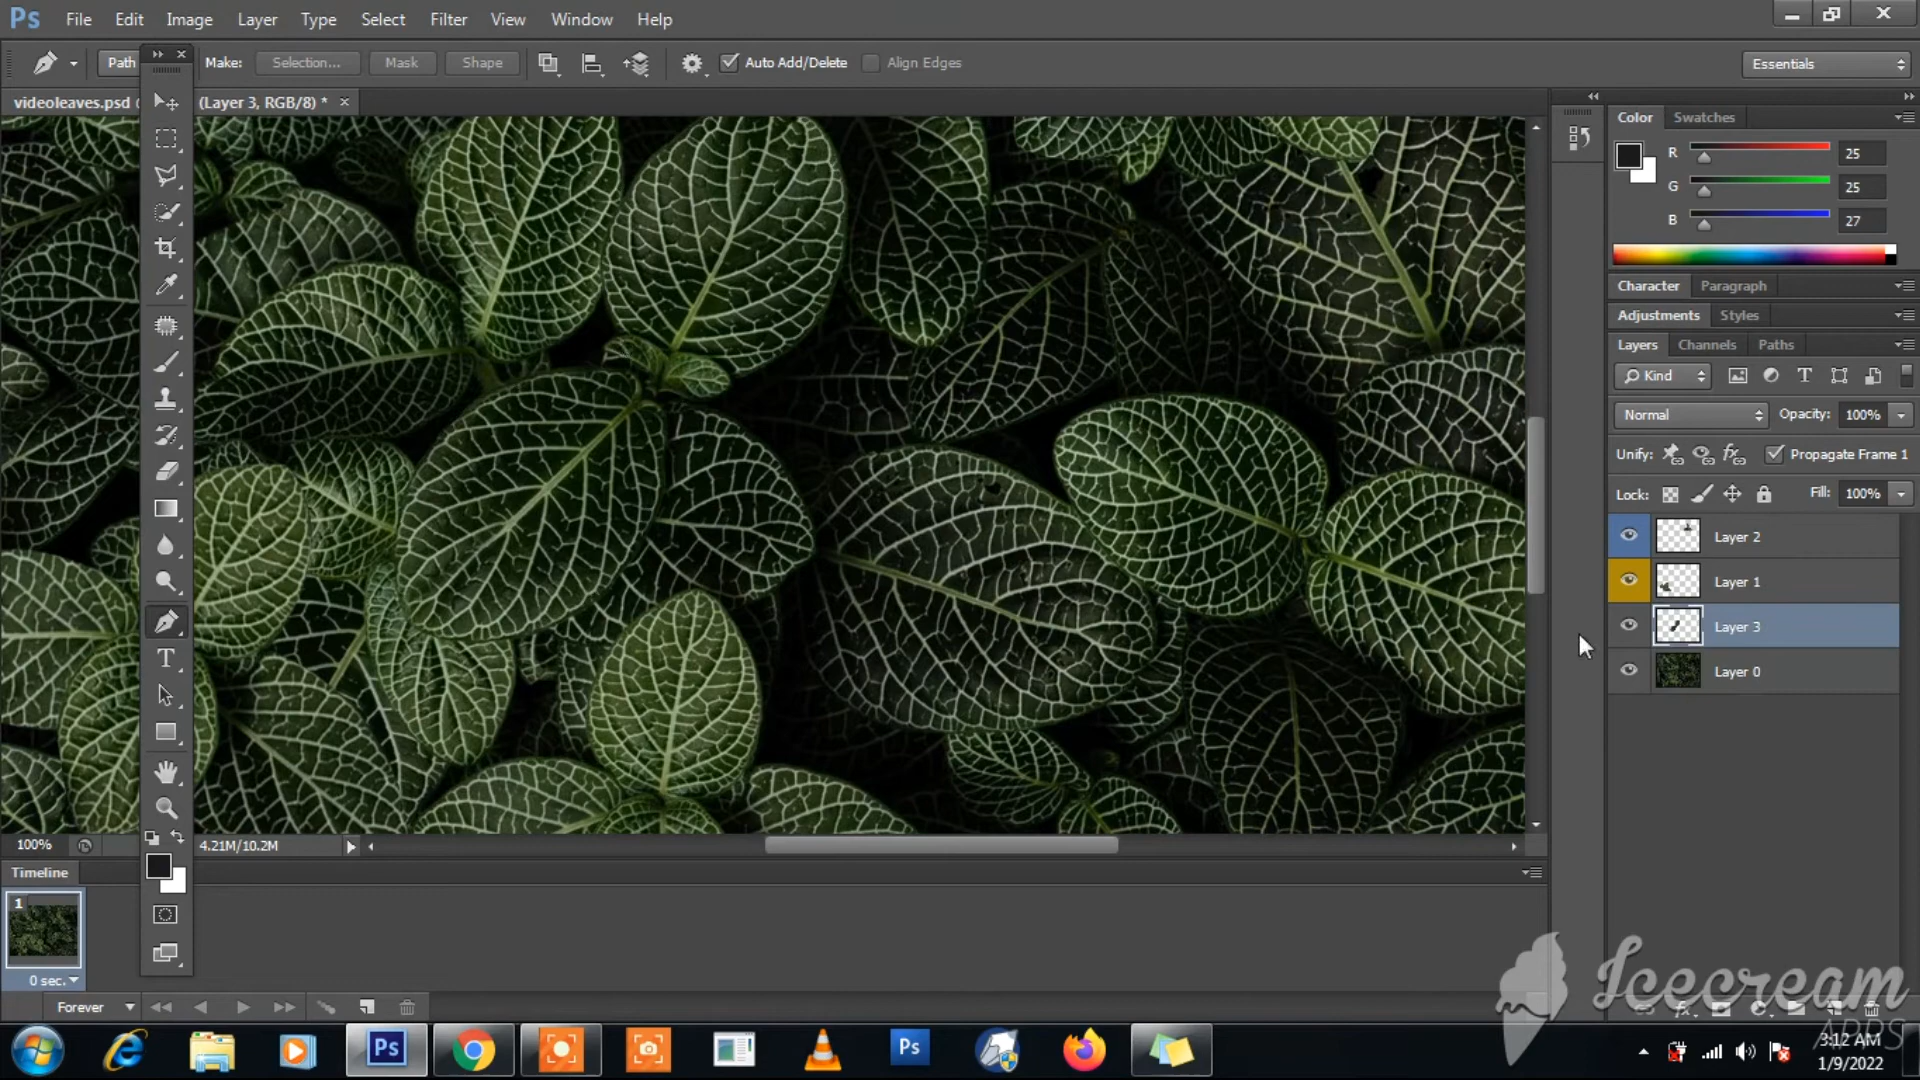 Ps File Edit Image Layer Type Select Filter View Window Help
Path Make: Selection... Mask Shape Auto Add/Delete Align Edges Essentials
videoleaves.psd (Layer 3, RGB/8) *
Color Swatches
R 25
G 25
B 27
Character Paragraph
Adjustments Styles
Layers Channels Paths
Kind
Normal Opacity: 100%
Unify: Propagate Frame 1
Lock: Fill: 100%
Layer 2
Layer 1
Layer 3
Layer 0
100% 4.21M/10.2M
Timeline
1
0 sec.
Forever
Icecream
APPS
Ps Ps
3:12 AM
1/9/2022